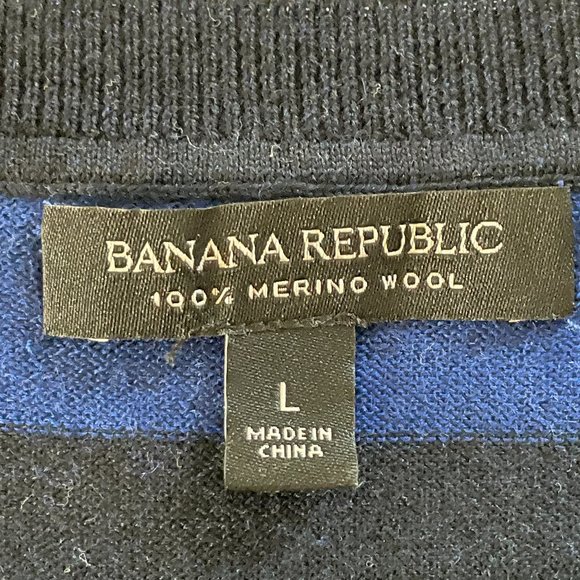 BANANA REPUBLIC
100% MERINO WOOL
L
MADE IN
CHINA